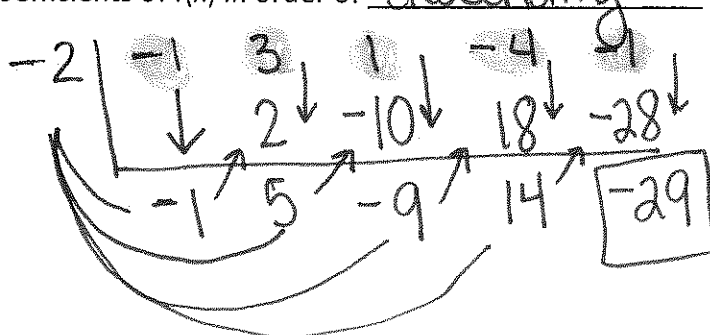 coefficients of f(x) in order of descending
-2 -1 3 1 -4 -1
2 -10 18 -28
-1 5 -9 14 -29